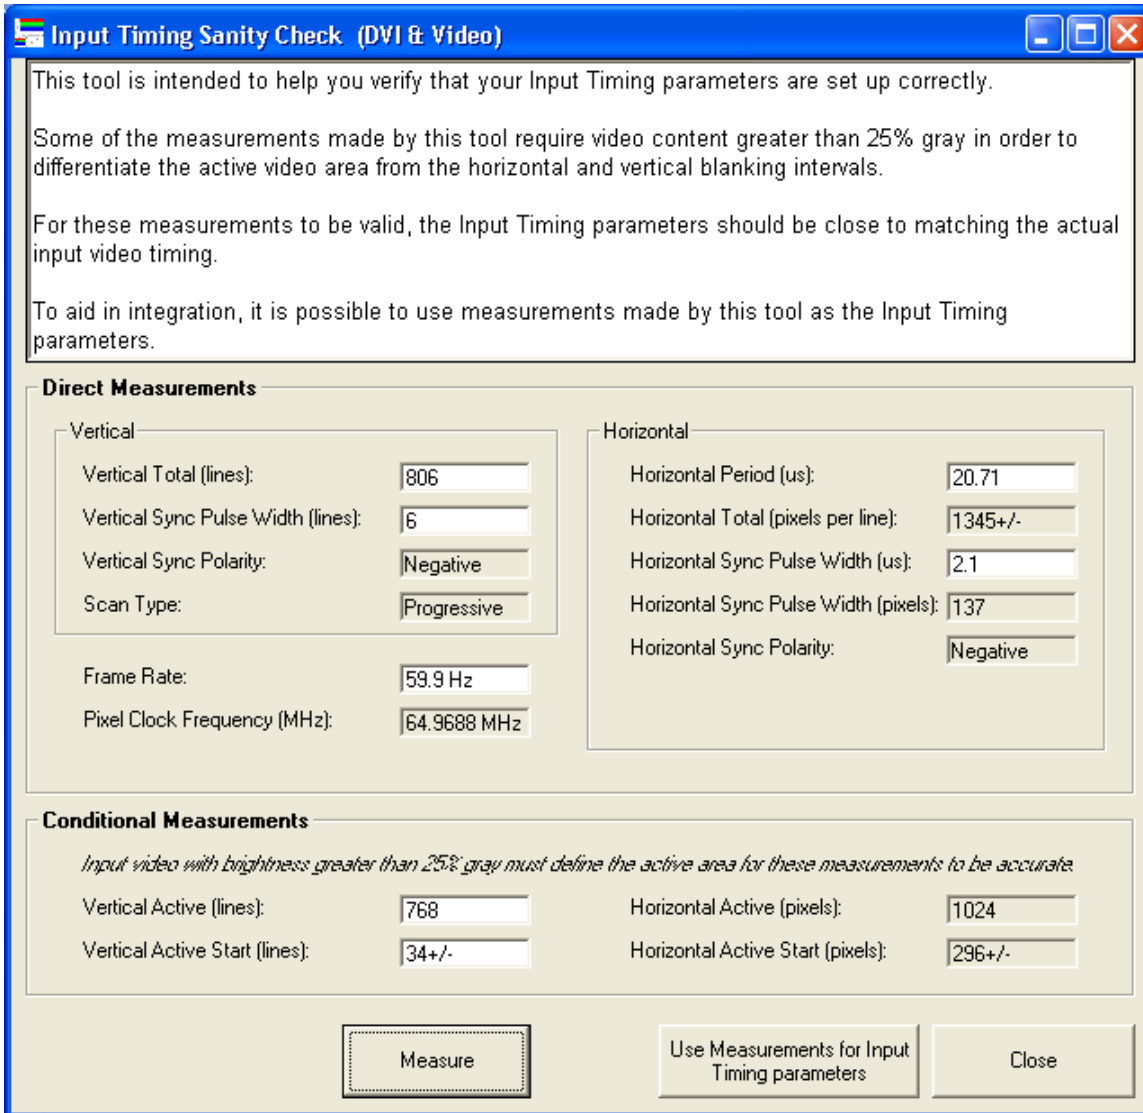 Input Timing Sanity Check (DVI & Video)
This tool is intended to help you verify that your Input Timing parameters are set up correctly.
Some of the measurements made by this tool require video content greater than 25% gray in order to
differentiate the active video area from the horizontal and vertical blanking intervals.
For these measurements to be valid, the Input Timing parameters should be close to matching the actual
input video timing.
To aid in integration, it is possible to use measurements made by this tool as the Input Timing
parameters.
Direct Measurements
Vertical
Vertical Total (lines): 806
Vertical Sync Pulse Width (lines): 6
Vertical Sync Polarity: Negative
Scan Type: Progressive
Frame Rate: 59.9 Hz
Pixel Clock Frequency (MHz): 64.9688 MHz
Horizontal
Horizontal Period (us): 20.71
Horizontal Total (pixels per line): 1345+/-
Horizontal Sync Pulse Width (us): 2.1
Horizontal Sync Pulse Width (pixels): 137
Horizontal Sync Polarity: Negative
Conditional Measurements
Input video with brightness greater than 25% gray must define the active area for these measurements to be accurate.
Vertical Active (lines): 768
Horizontal Active (pixels): 1024
Vertical Active Start (lines): 34+/-
Horizontal Active Start (pixels): 296+/-
Measure
Use Measurements for Input
Timing parameters
Close